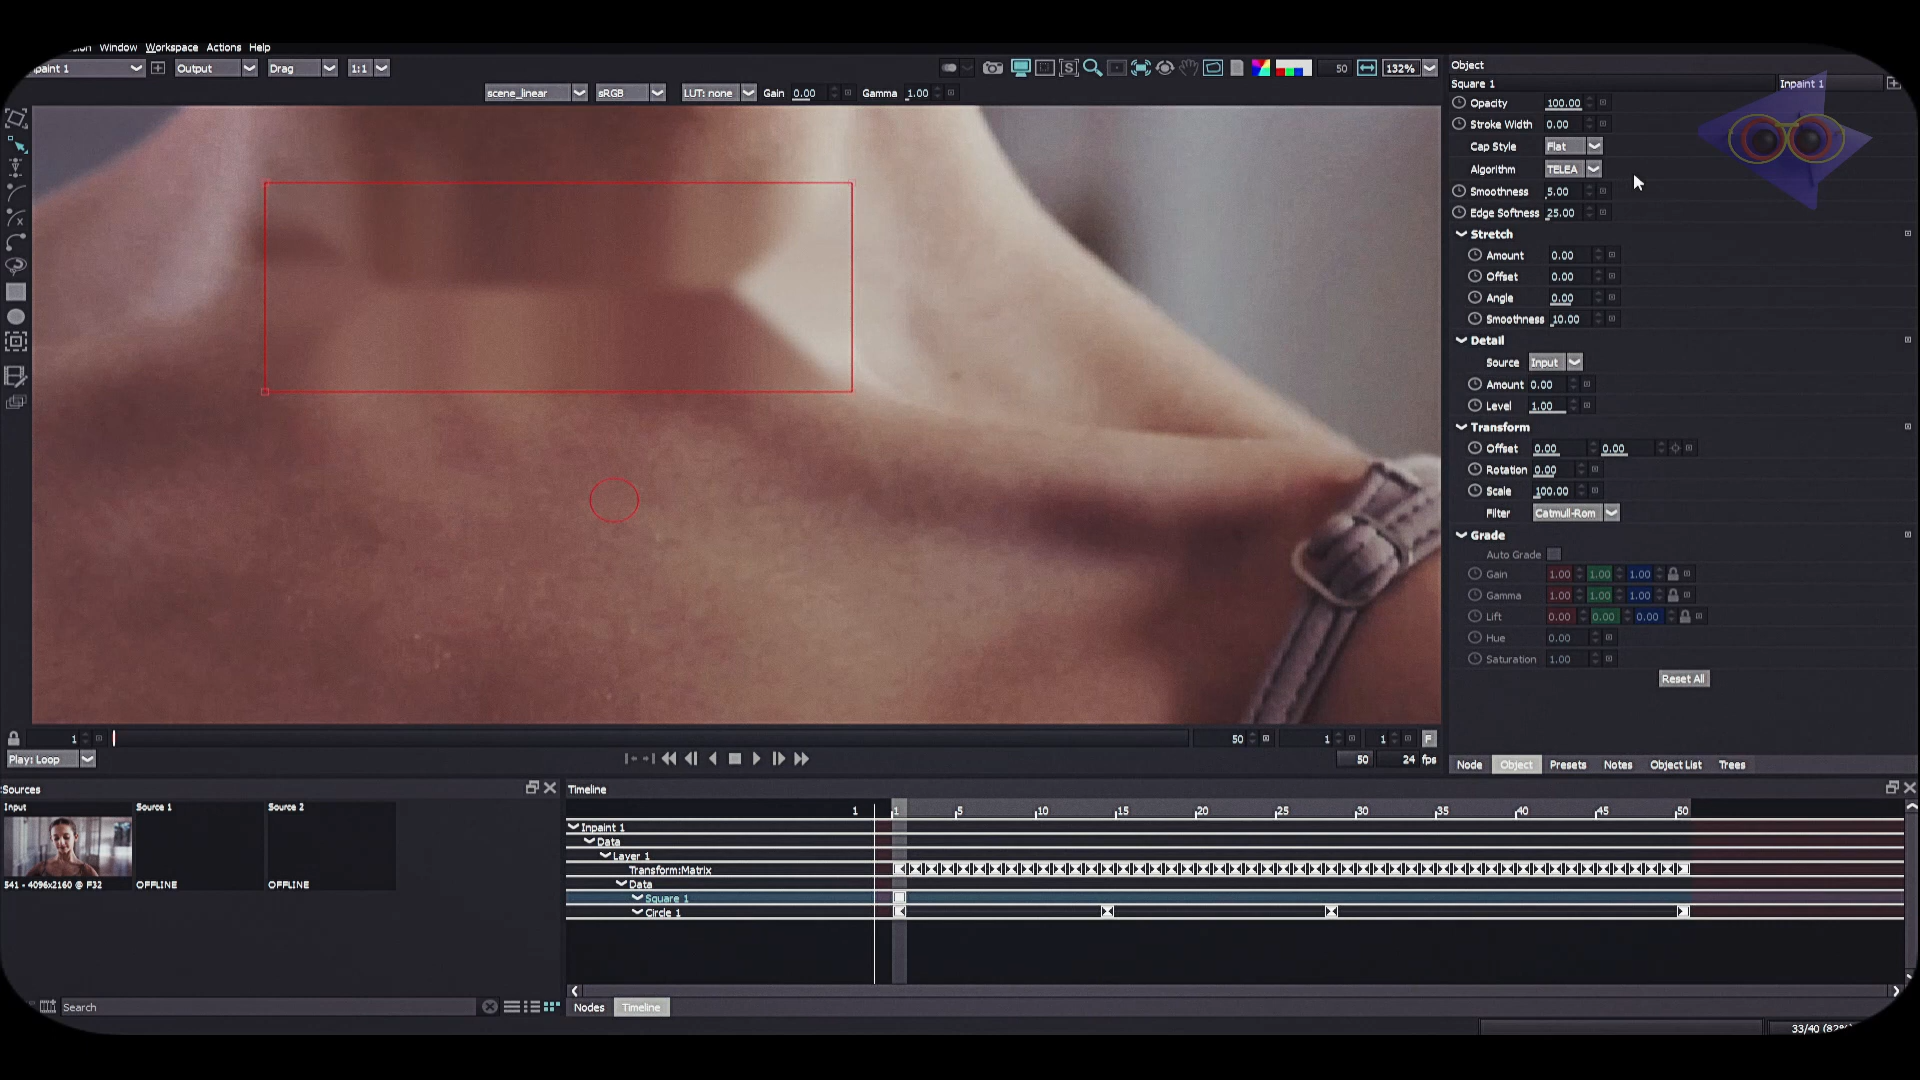 Window Workspace Actions Help
paint 1 Output Drag 1:1 50 132%
scene_linear sRGB LUT: none Gain 0.00 Gamma 1.00
Object
Square 1 Inpaint 1
Opacity 100.00
Stroke Width 0.00
Cap Style Flat
Algorithm TELEA
Smoothness 5.00
Edge Softness 25.00
Stretch
Amount 0.00
Offset 0.00
Angle 0.00
Smoothness 10.00
Detail
Source Input
Amount 0.00
Level 1.00
Transform
Offset 0.00 0.00
Rotation 0.00
Scale 100.00
Filter Catmull-Rom
Grade
Auto Grade
Gain 1.00 1.00 1.00
Gamma 1.00 1.00 1.00
Lift 0.00 0.00 0.00
Hue 0.00
Saturation 1.00
Reset All
Node Object Presets Notes Object List Trees
1 50 1 1 F
Play: Loop 50 24 fps
Sources
Input Source 1 Source 2
541 - 4096x2160 @ F32 OFFLINE OFFLINE
Search
Timeline
1 1 5 10 15 20 25 30 35 40 45 50
Inpaint 1
Data
Layer 1
Transform:Matrix
Data
Square 1
Circle 1
Nodes Timeline
33/40 (82%